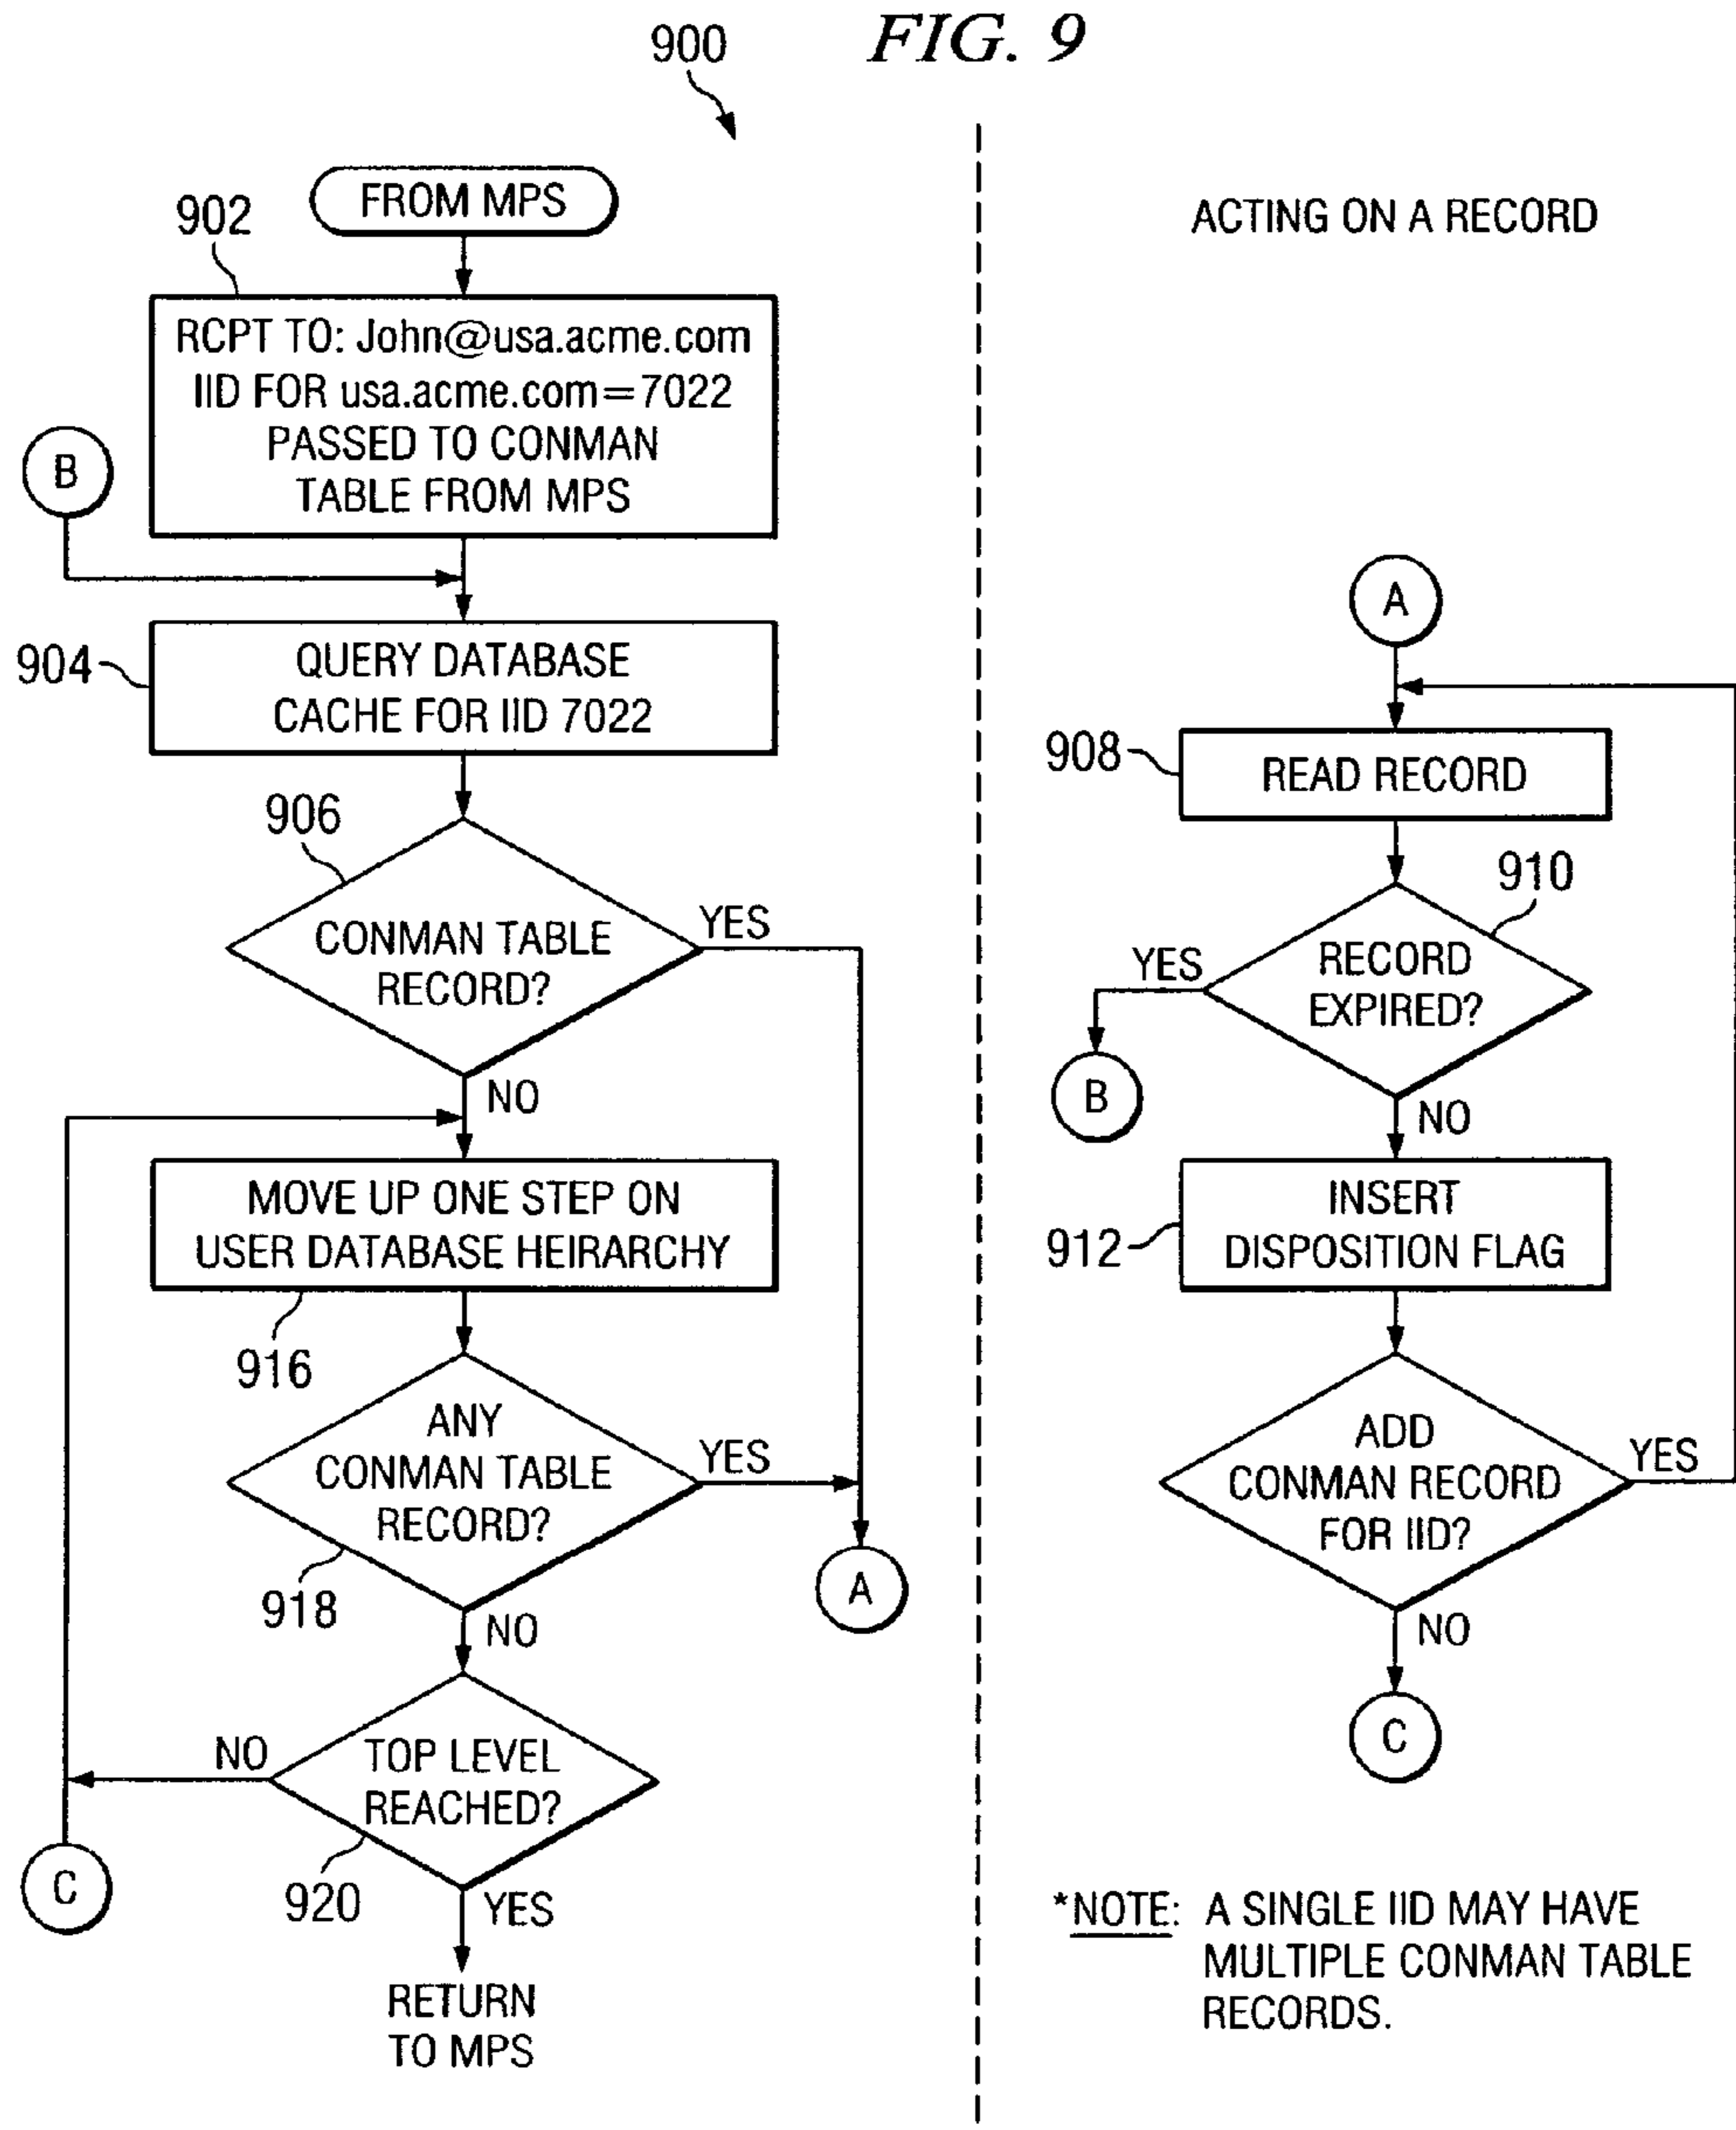 FIG. 9
900
FROM MPS
902
RCPT TO: John@usa.acme.com
IID FOR usa.acme.com=7022
PASSED TO CONMAN
TABLE FROM MPS
B
904
QUERY DATABASE
CACHE FOR IID 7022
906
CONMAN TABLE
RECORD?
YES
NO
MOVE UP ONE STEP ON
USER DATABASE HEIRARCHY
916
ANY
CONMAN TABLE
RECORD?
YES
918
NO
A
TOP LEVEL
REACHED?
NO
C
920
YES
RETURN
TO MPS
ACTING ON A RECORD
A
908
READ RECORD
910
RECORD
EXPIRED?
YES
B
NO
912
INSERT
DISPOSITION FLAG
ADD
CONMAN RECORD
FOR IID?
YES
NO
C
*NOTE: A SINGLE IID MAY HAVE
MULTIPLE CONMAN TABLE
RECORDS.